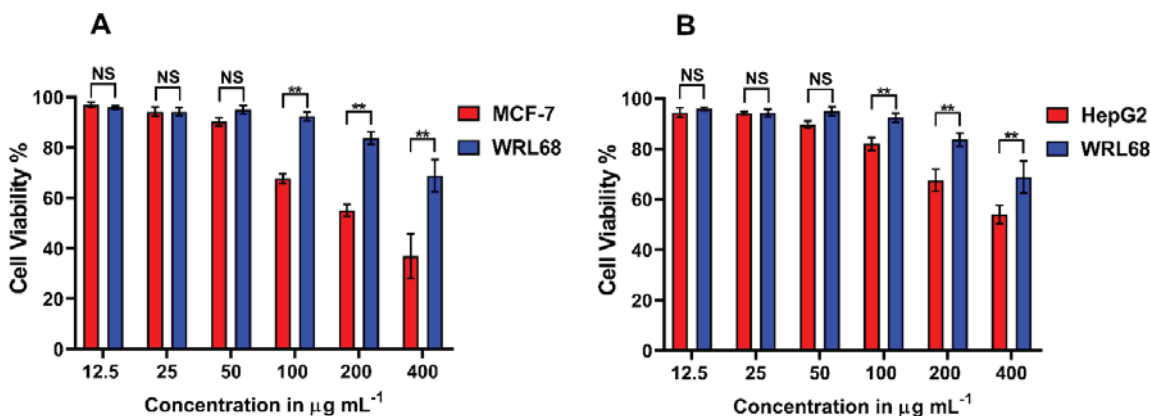 A
NS NS NS ** ** **
100
80
60
40
20
0
Cell Viability %
12.5 25 50 100 200 400
Concentration in μg mL⁻¹
MCF-7
WRL68
B
NS NS NS ** ** **
100
80
60
40
20
0
Cell Viability %
12.5 25 50 100 200 400
Concentration in μg mL⁻¹
HepG2
WRL68